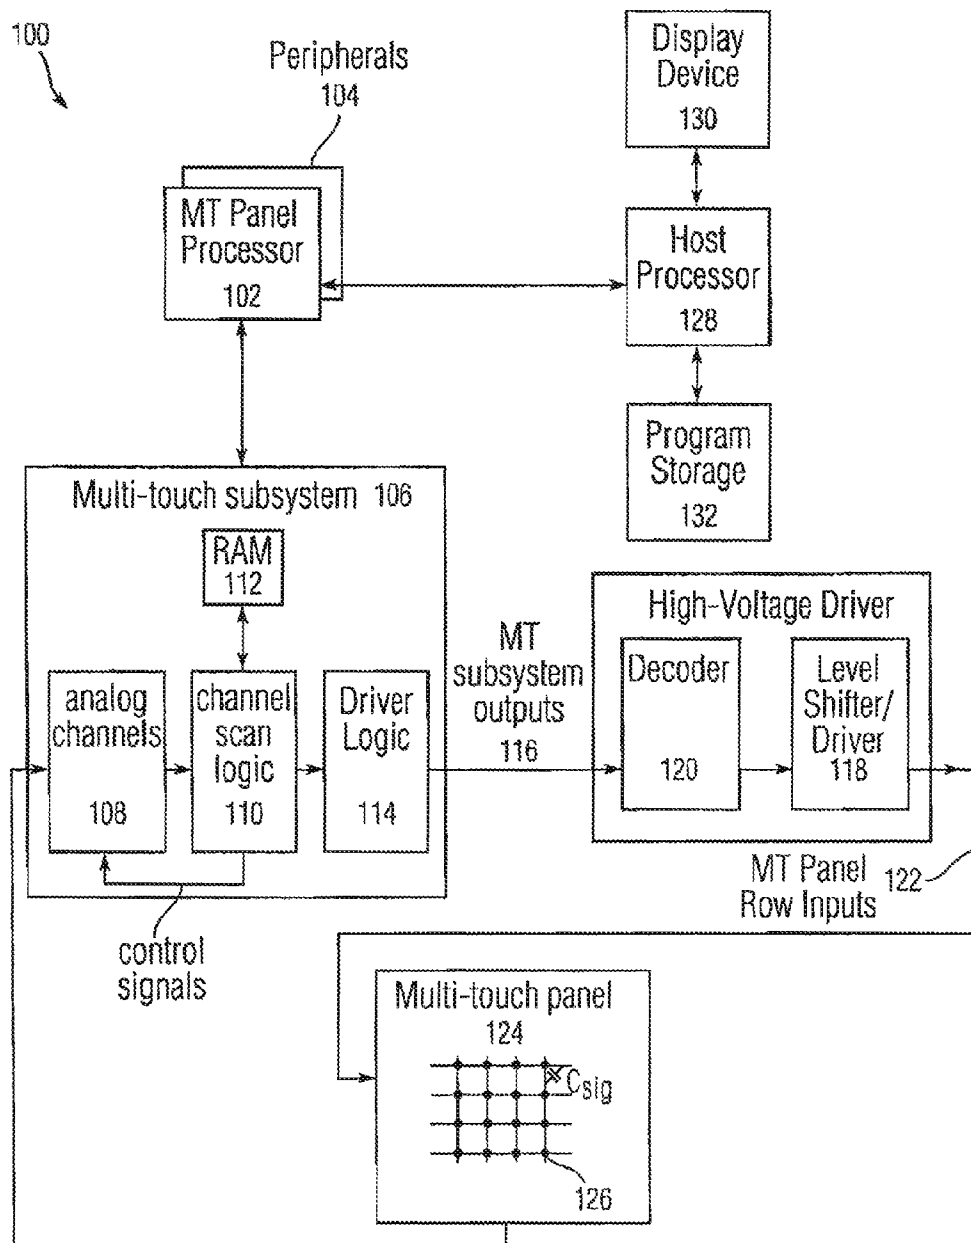 100
Peripherals
104
MT Panel
Processor
102
Display
Device
130
Host
Processor
128
Program
Storage
132
Multi-touch subsystem 106
RAM
112
analog
channels
108
channel
scan
logic
110
Driver
Logic
114
control
signals
MT
subsystem
outputs
116
High-Voltage Driver
Decoder
120
Level
Shifter/
Driver
118
MT Panel
Row Inputs
122
Multi-touch panel
124
Csig
126